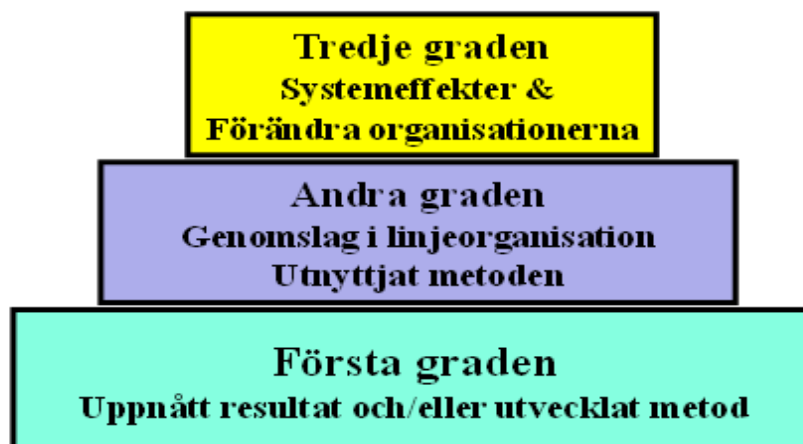 Tredje graden
Systemeffekter &
Förändra organisationerna
Andra graden
Genomslag i linjeorganisation
Utnyttjat metoden
Första graden
Uppnått resultat och/eller utvecklat metod